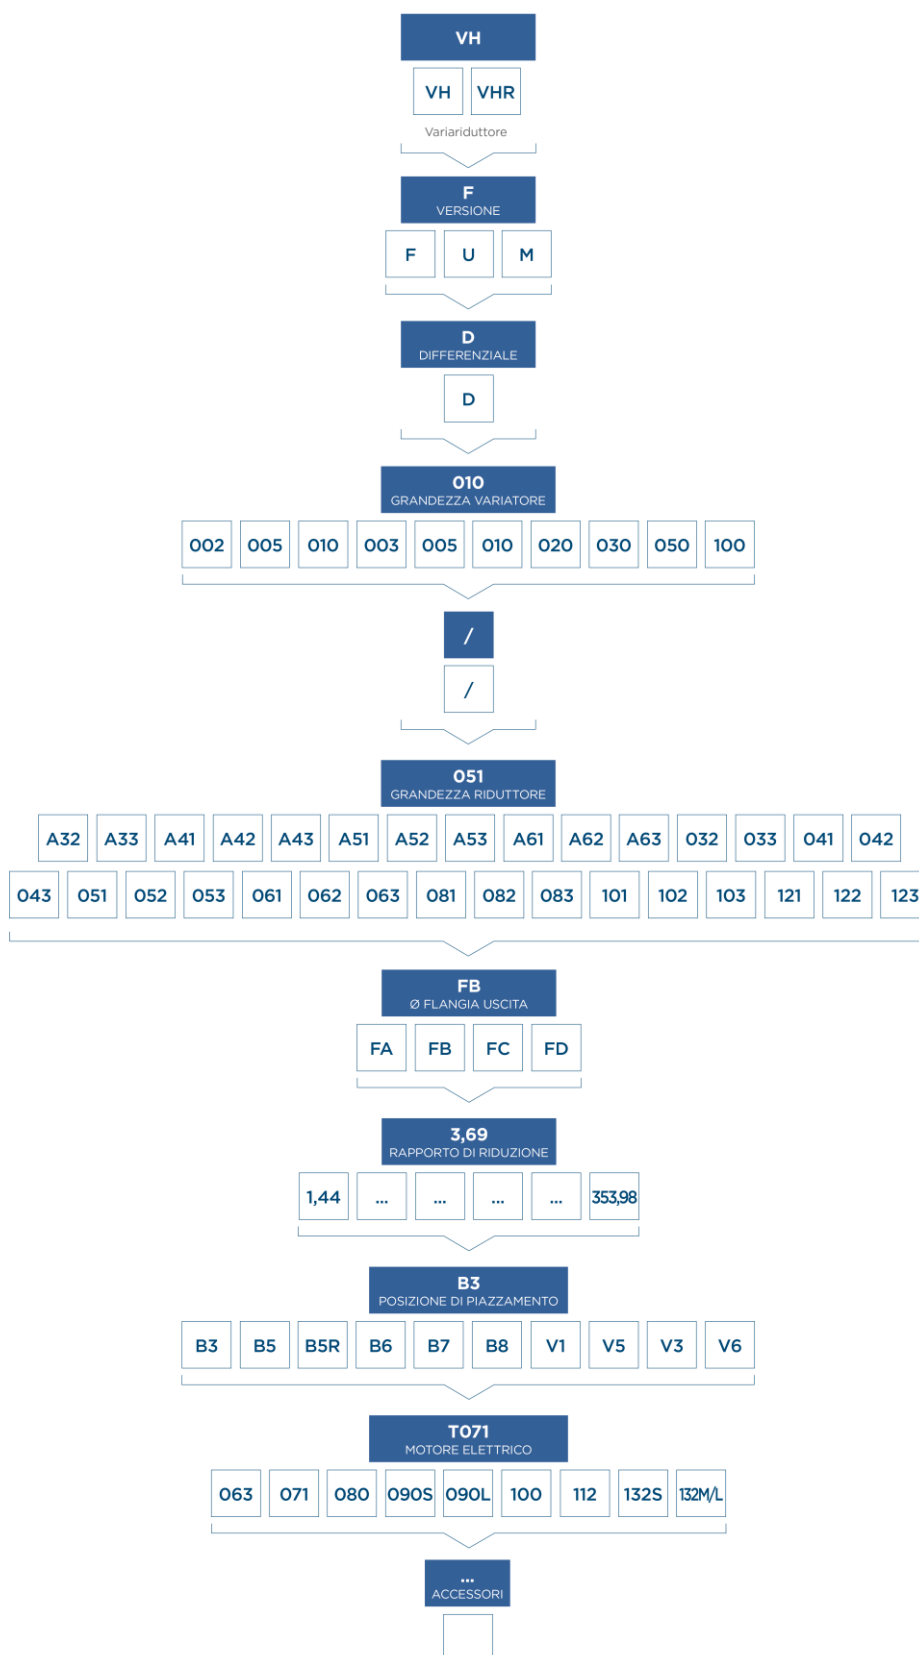 VH
VH VHR
Variariduttore
F
VERSIONE
F U M
D
DIFFERENZIALE
D
010
GRANDEZZA VARIATORE
002 005 010 003 005 010 020 030 050 100
/
/
051
GRANDEZZA RIDUTTORE
A32 A33 A41 A42 A43 A51 A52 A53 A61 A62 A63 032 033 041 042
043 051 052 053 061 062 063 081 082 083 101 102 103 121 122 123
FB
Ø FLANGIA USCITA
FA FB FC FD
3,69
RAPPORTO DI RIDUZIONE
1,44 ... ... ... ... 353,98
B3
POSIZIONE DI PIAZZAMENTO
B3 B5 B5R B6 B7 B8 V1 V5 V3 V6
T071
MOTORE ELETTRICO
063 071 080 090S 090L 100 112 132S 132M/L
...
ACCESSORI